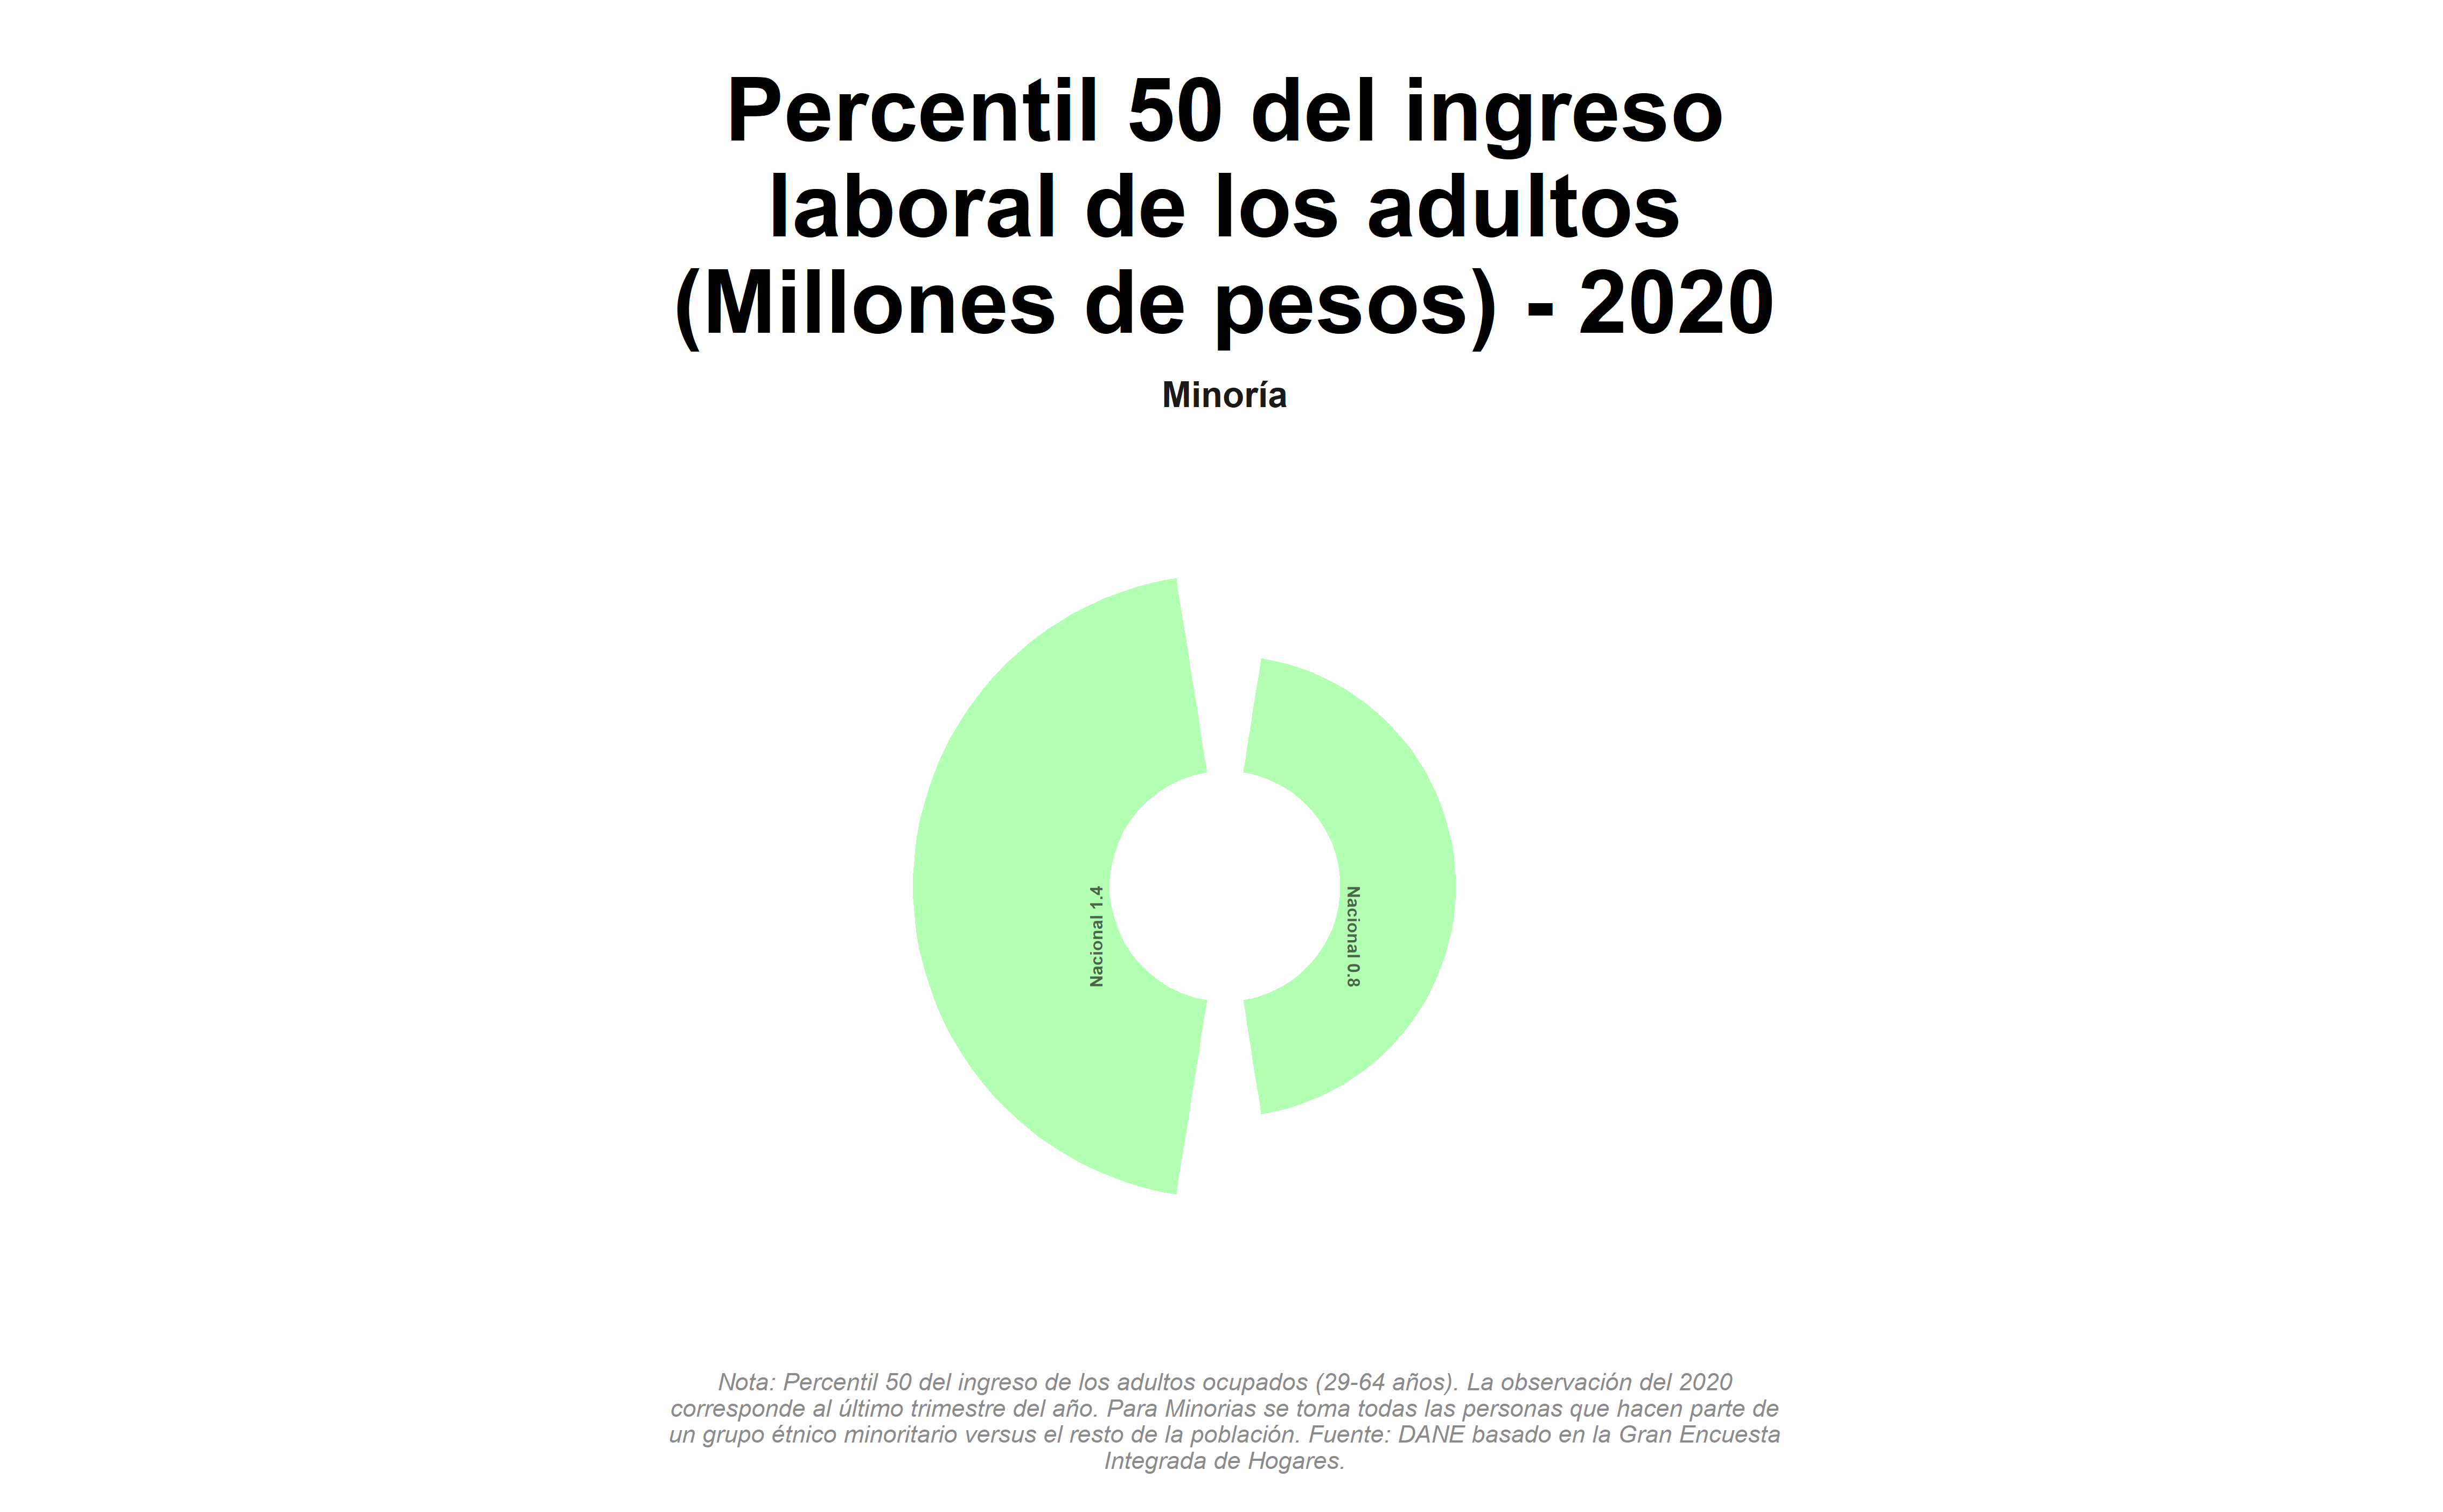 Percentil 50 del ingreso
laboral de los adultos
(Millones de pesos) - 2020
Minoría
Nacional 1.4
Nacional 0.8
Nota: Percentil 50 del ingreso de los adultos ocupados (29-64 años). La observación del 2020
corresponde al último trimestre del año. Para Minorias se toma todas las personas que hacen parte de
un grupo étnico minoritario versus el resto de la población. Fuente: DANE basado en la Gran Encuesta
Integrada de Hogares.